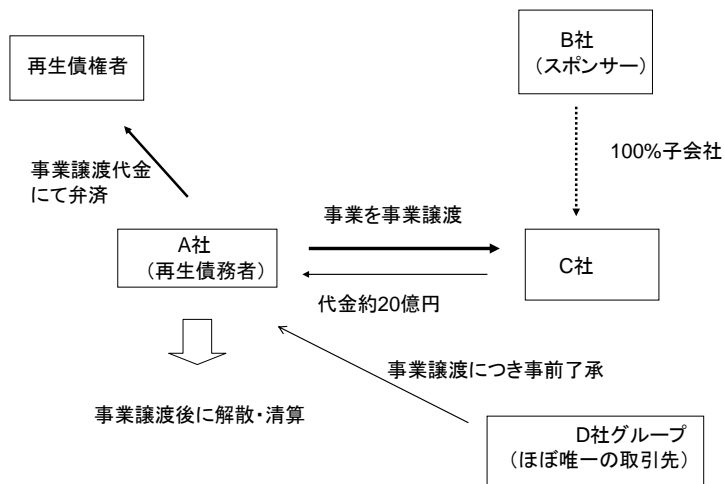 B社
（スポンサー）
再生債権者
100%子会社
事業譲渡代金
にて弁済
事業を事業譲渡
A社
（再生債務者）
C社
代金約20億円
事業譲渡につき事前了承
事業譲渡後に解散・清算
D社グループ
（ほぼ唯一の取引先）